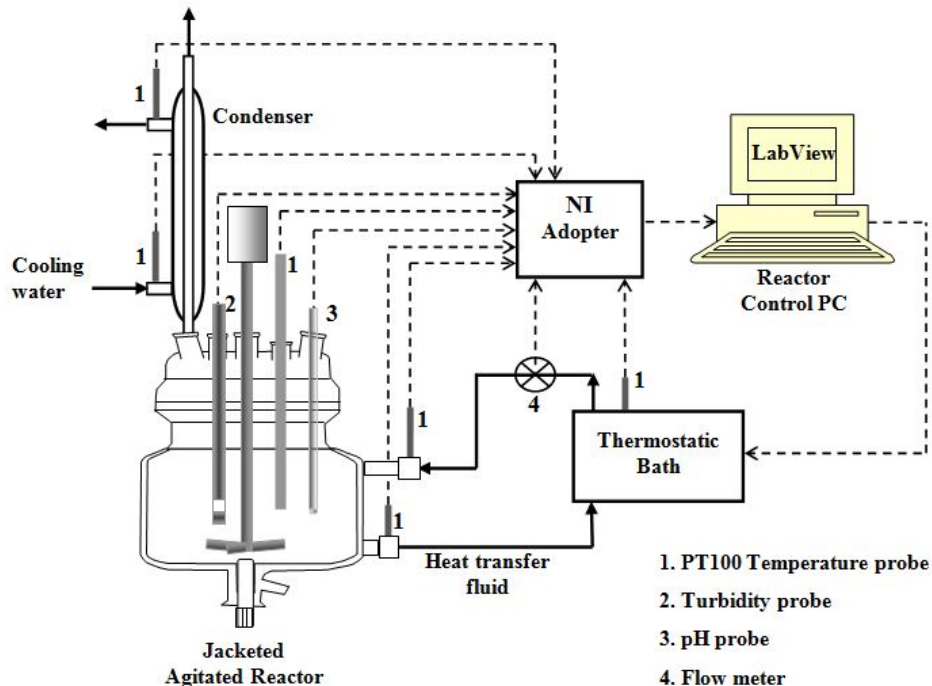 1
Condenser
1
Cooling
water
2
1
3
NI
Adopter
LabView
Reactor
Control PC
4
1
1
Thermostatic
Bath
1
Heat transfer
fluid
Jacketed
Agitated Reactor
1. PT100 Temperature probe
2. Turbidity probe
3. pH probe
4. Flow meter